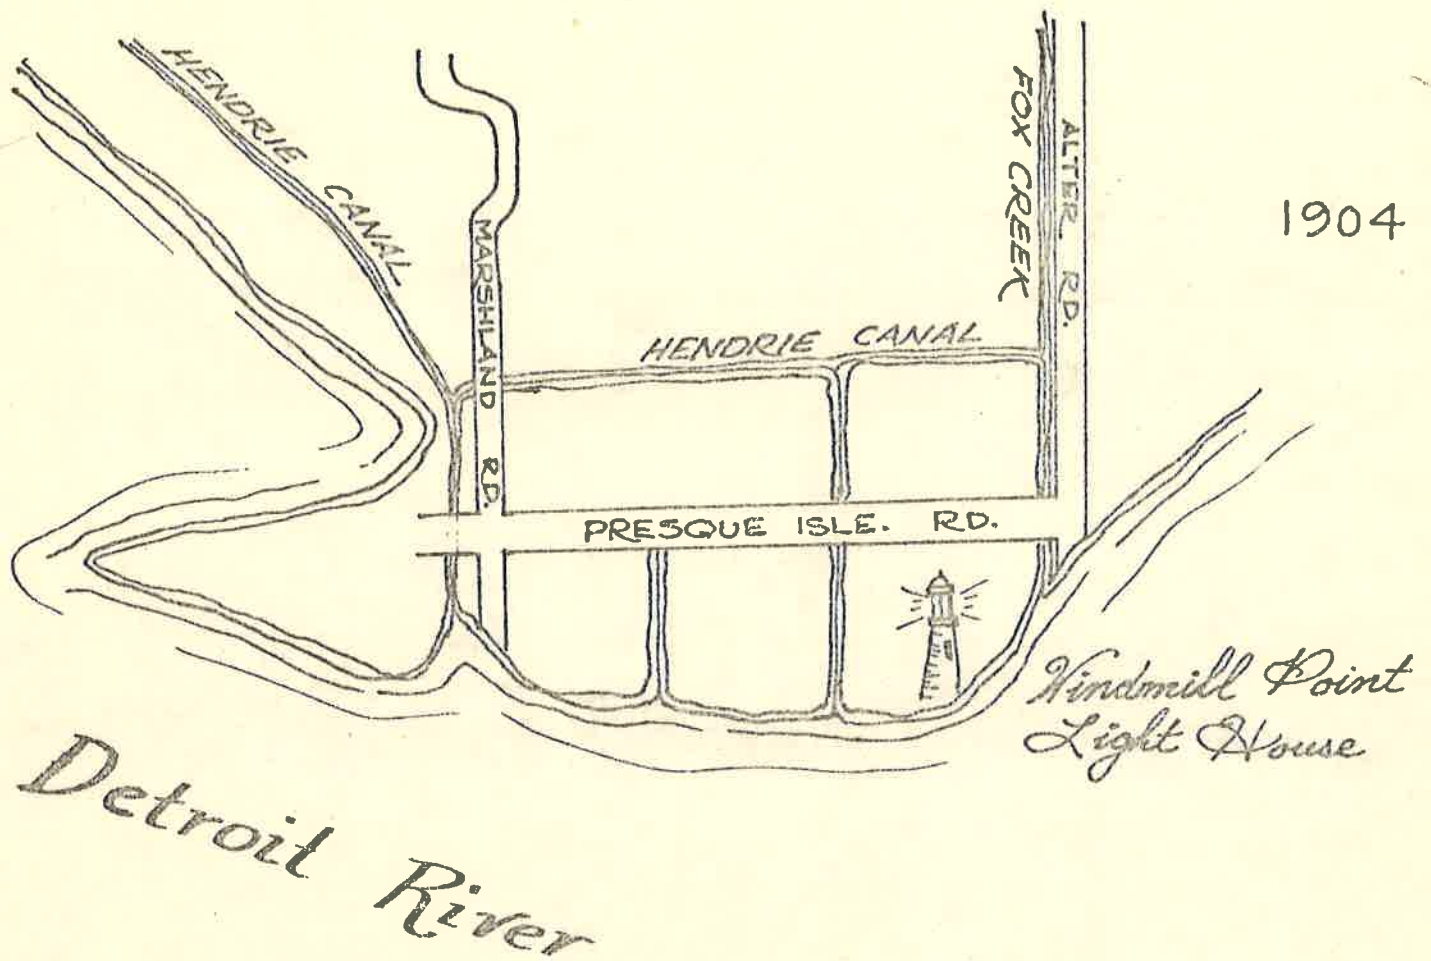 HENDRIE CANAL
MARSHLAND RD.
FOX CREEK
ALTER RD.
1904
HENDRIE CANAL
PRESQUE ISLE. RD.
Windmill Point
Light House
Detroit River